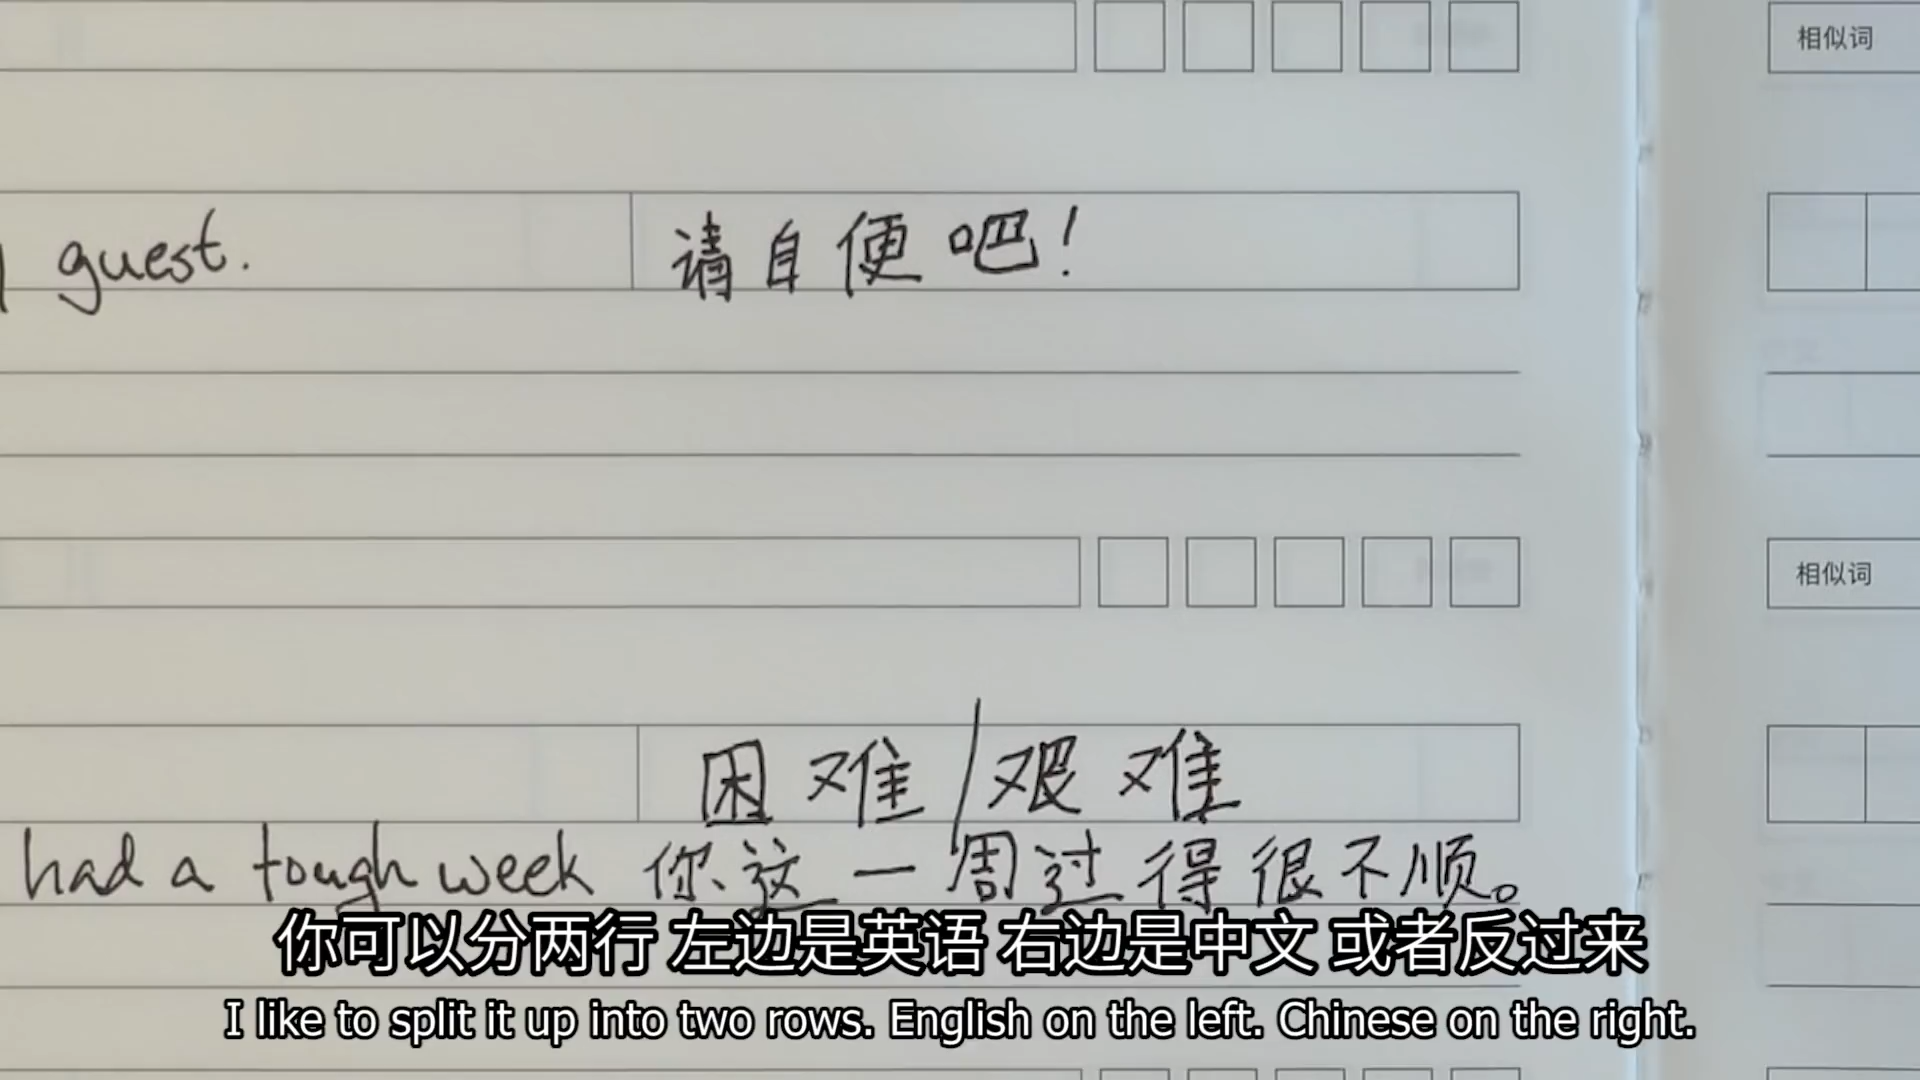 相似词
guest.
请自便吧！
相似词
困难/艰难
had a tough week 你这一周过得很不顺。
你可以分两行 左边是英语 右边是中文 或者反过来
I like to split it up into two rows. English on the left. Chinese on the right.